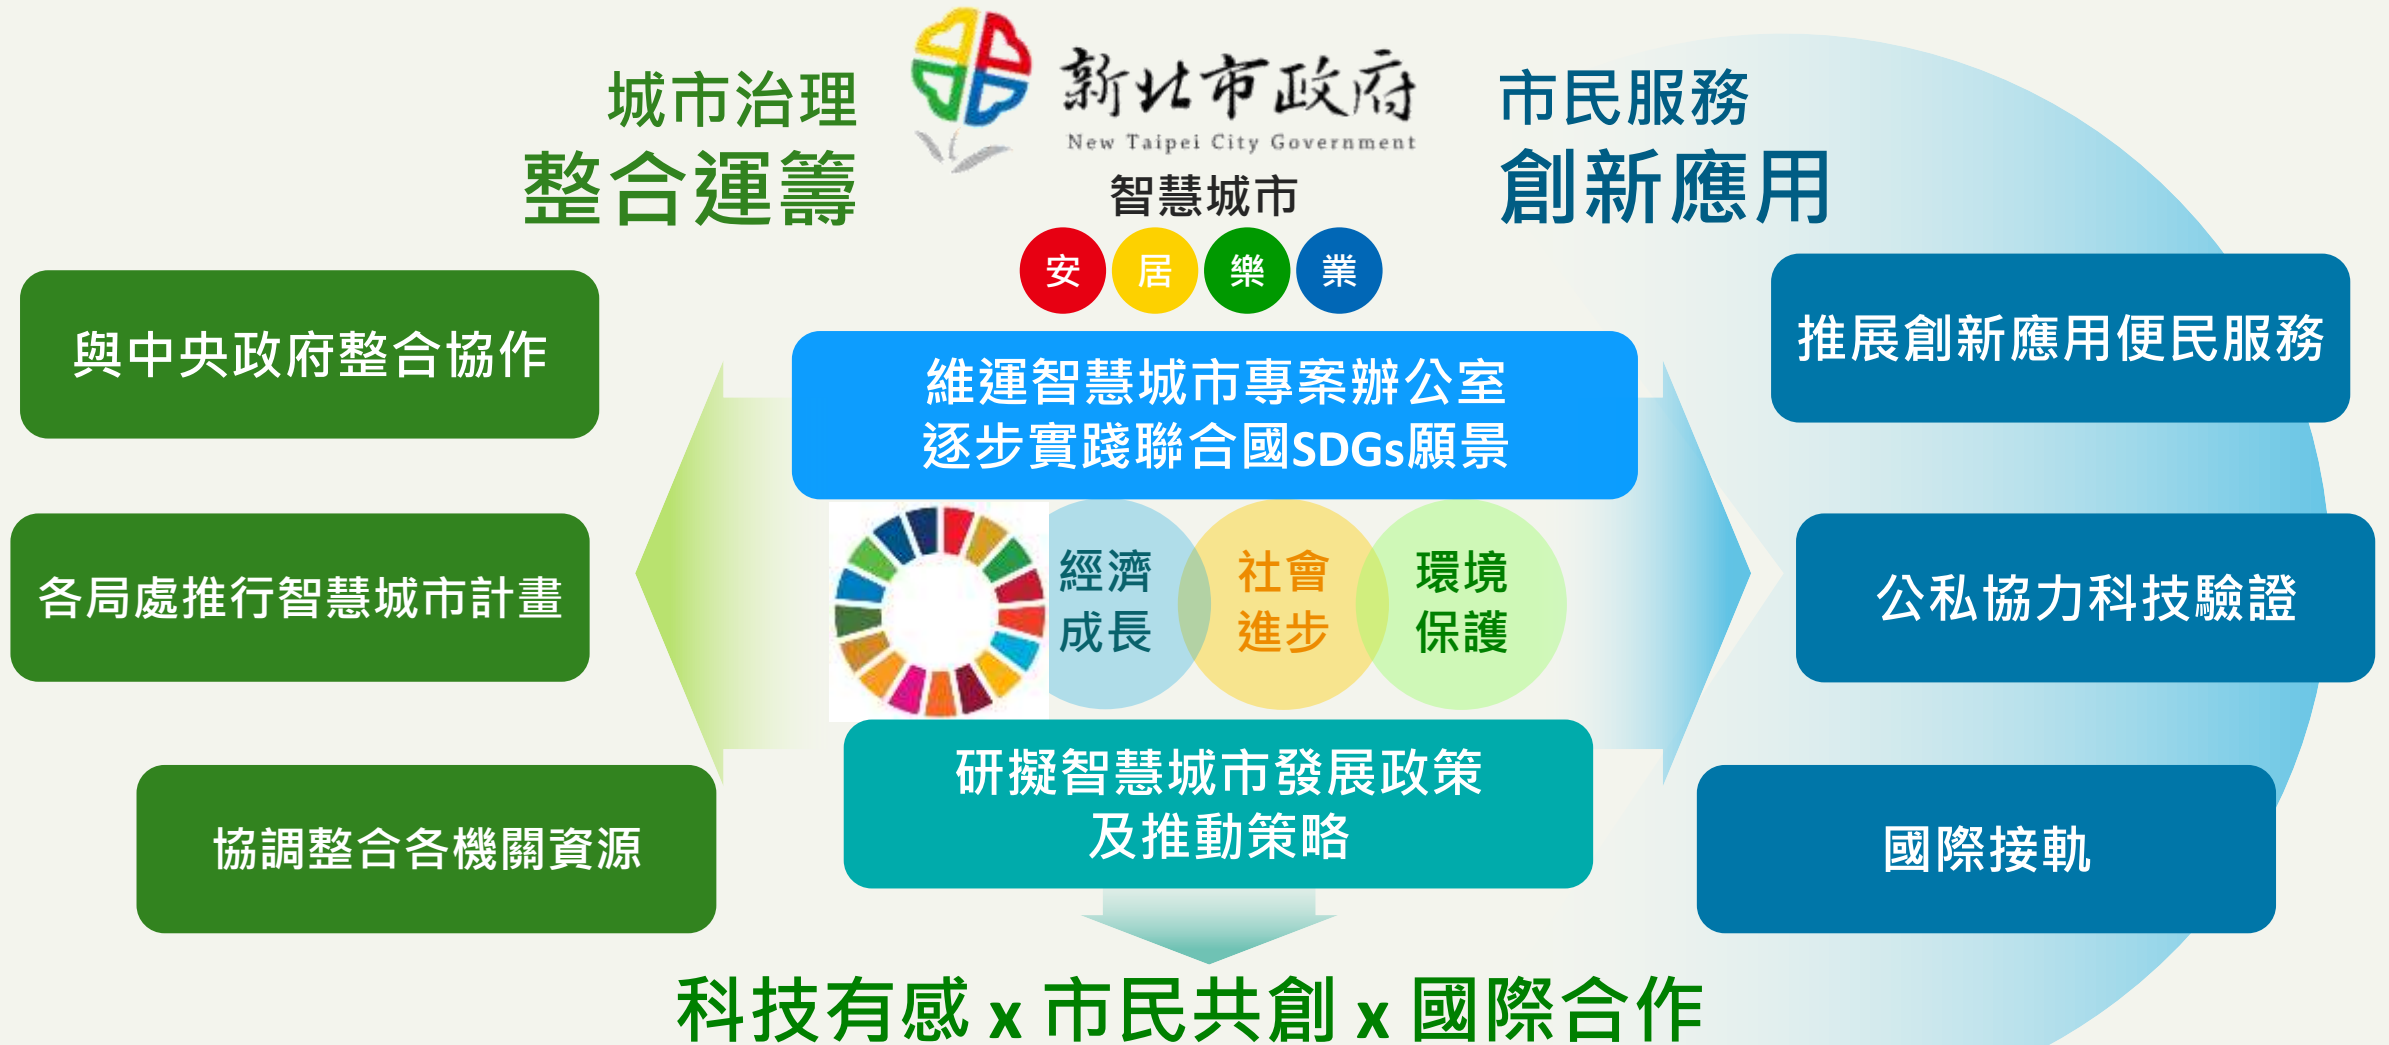 城市治理
整合運籌
新北市政府
New Taipei City Government
智慧城市
安居樂業
市民服務
創新應用
與中央政府整合協作
各局處推行智慧城市計畫
協調整合各機關資源
維運智慧城市專案辦公室
逐步實踐聯合國SDGs願景
經濟
成長
社會
進步
環境
保護
研擬智慧城市發展政策
及推動策略
推展創新應用便民服務
公私協力科技驗證
國際接軌
科技有感 x 市民共創 x 國際合作